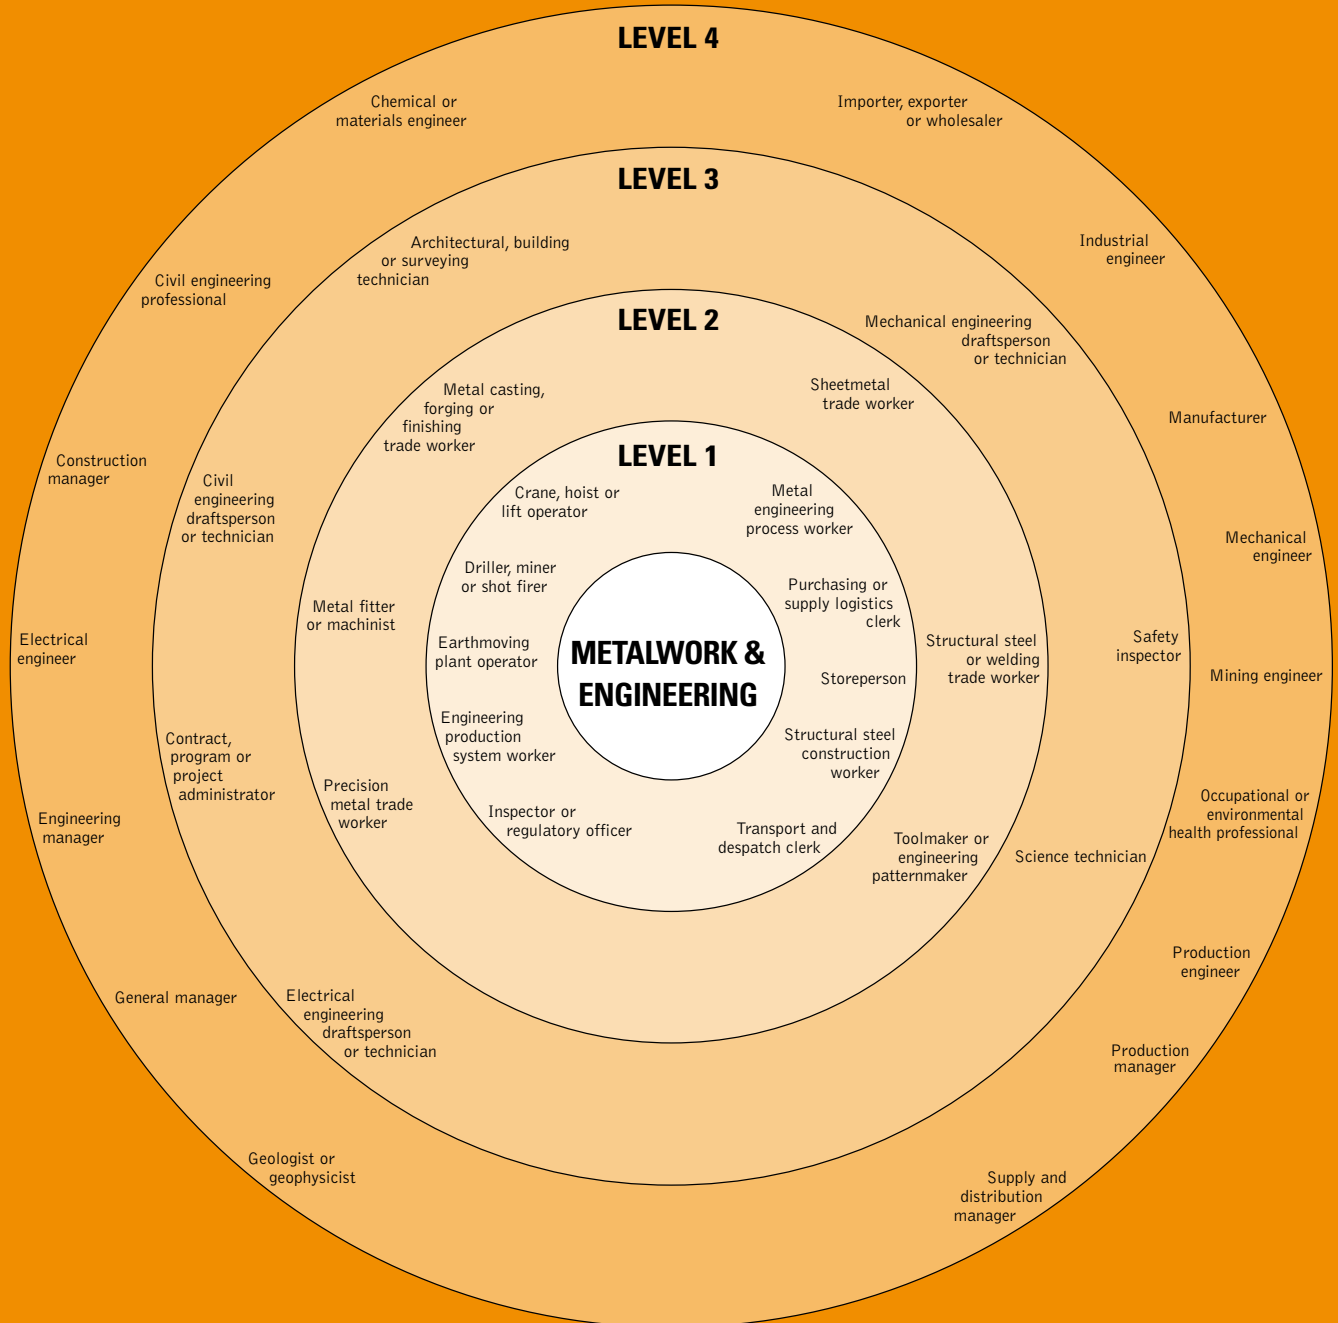 LEVEL 4
Chemical or
materials engineer
Importer, exporter
or wholesaler
Civil engineering
professional
Industrial
engineer
Construction
manager
Manufacturer
Electrical
engineer
Mechanical
engineer
Engineering
manager
Mining engineer
General manager
Occupational or
environmental
health professional
Geologist or
geophysicist
Production
engineer
Production
manager
Supply and
distribution
manager
LEVEL 3
Architectural, building
or surveying
technician
Mechanical engineering
draftsperson
or technician
Civil
engineering
draftsperson
or technician
Safety
inspector
Contract,
program or
project
administrator
Science technician
Electrical
engineering
draftsperson
or technician
LEVEL 2
Metal casting,
forging or
finishing
trade worker
Sheetmetal
trade worker
Metal fitter
or machinist
Structural steel
or welding
trade worker
Precision
metal trade
worker
Toolmaker or
engineering
patternmaker
LEVEL 1
Crane, hoist or
lift operator
Metal
engineering
process worker
Driller, miner
or shot firer
Purchasing or
supply logistics
clerk
Earthmoving
plant operator
Storeperson
Engineering
production
system worker
Structural steel
construction
worker
Inspector or
regulatory officer
Transport and
despatch clerk
METALWORK &
ENGINEERING